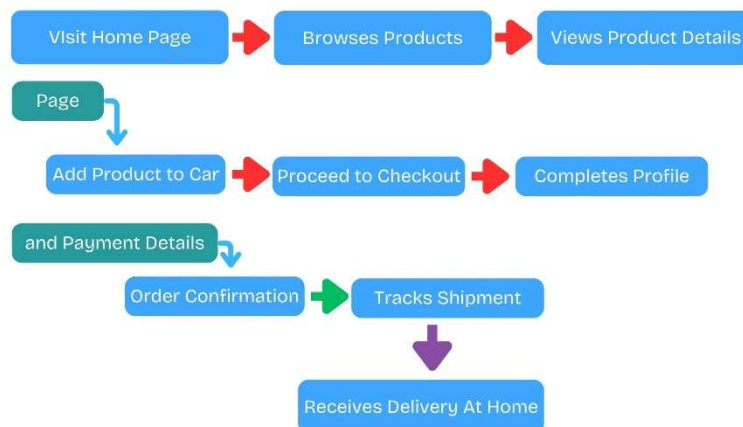 VIsit Home Page
Browses Products
Views Product Details
Page
Add Product to Car
Proceed to Checkout
Completes Profile
and Payment Details
Order Confirmation
Tracks Shipment
Receives Delivery At Home